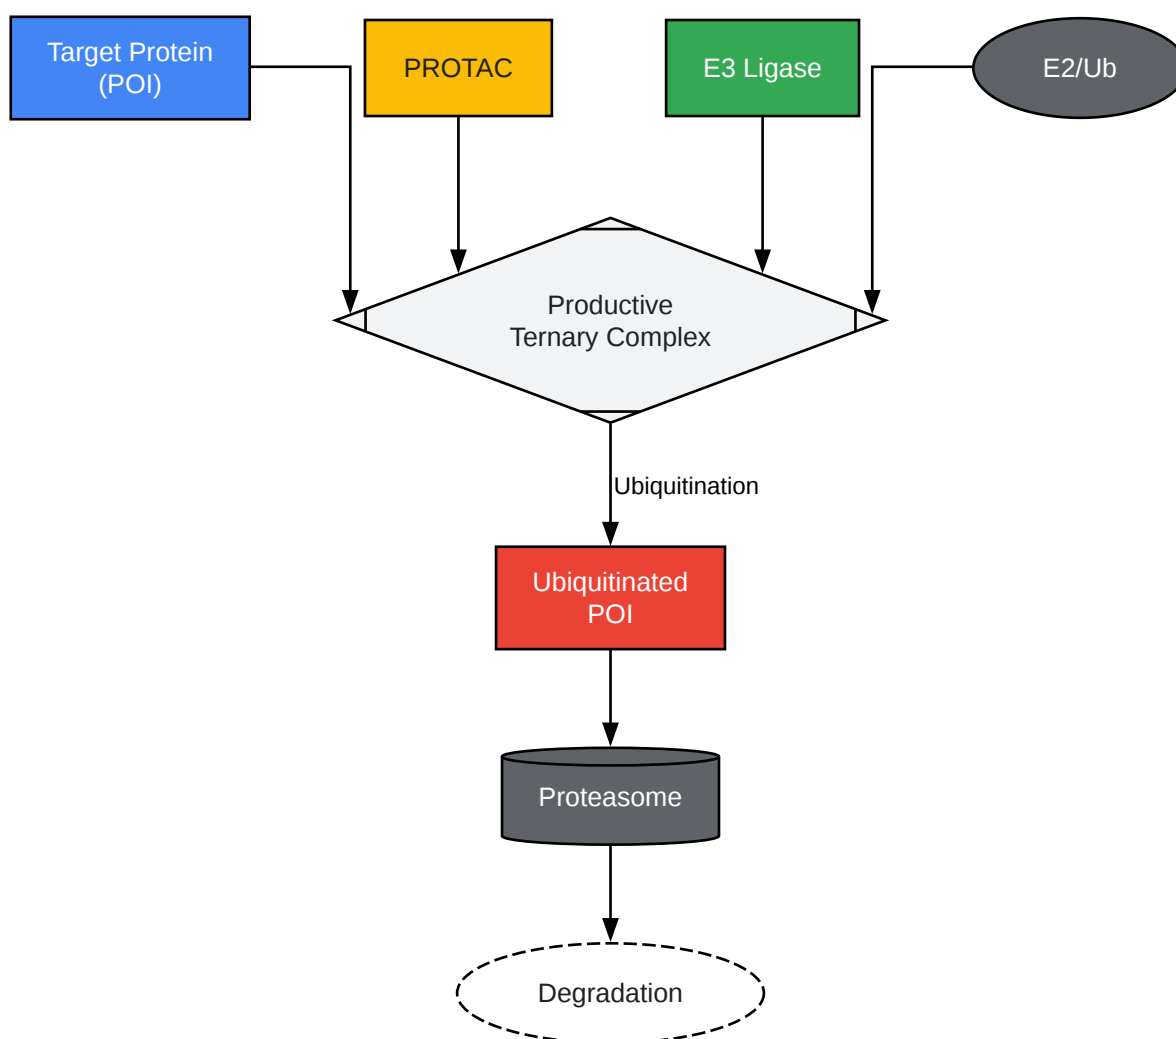 Target Protein
(POI)
PROTAC
E3 Ligase
E2/Ub
Productive
Ternary Complex
Ubiquitination
Ubiquitinated
POI
Proteasome
Degradation